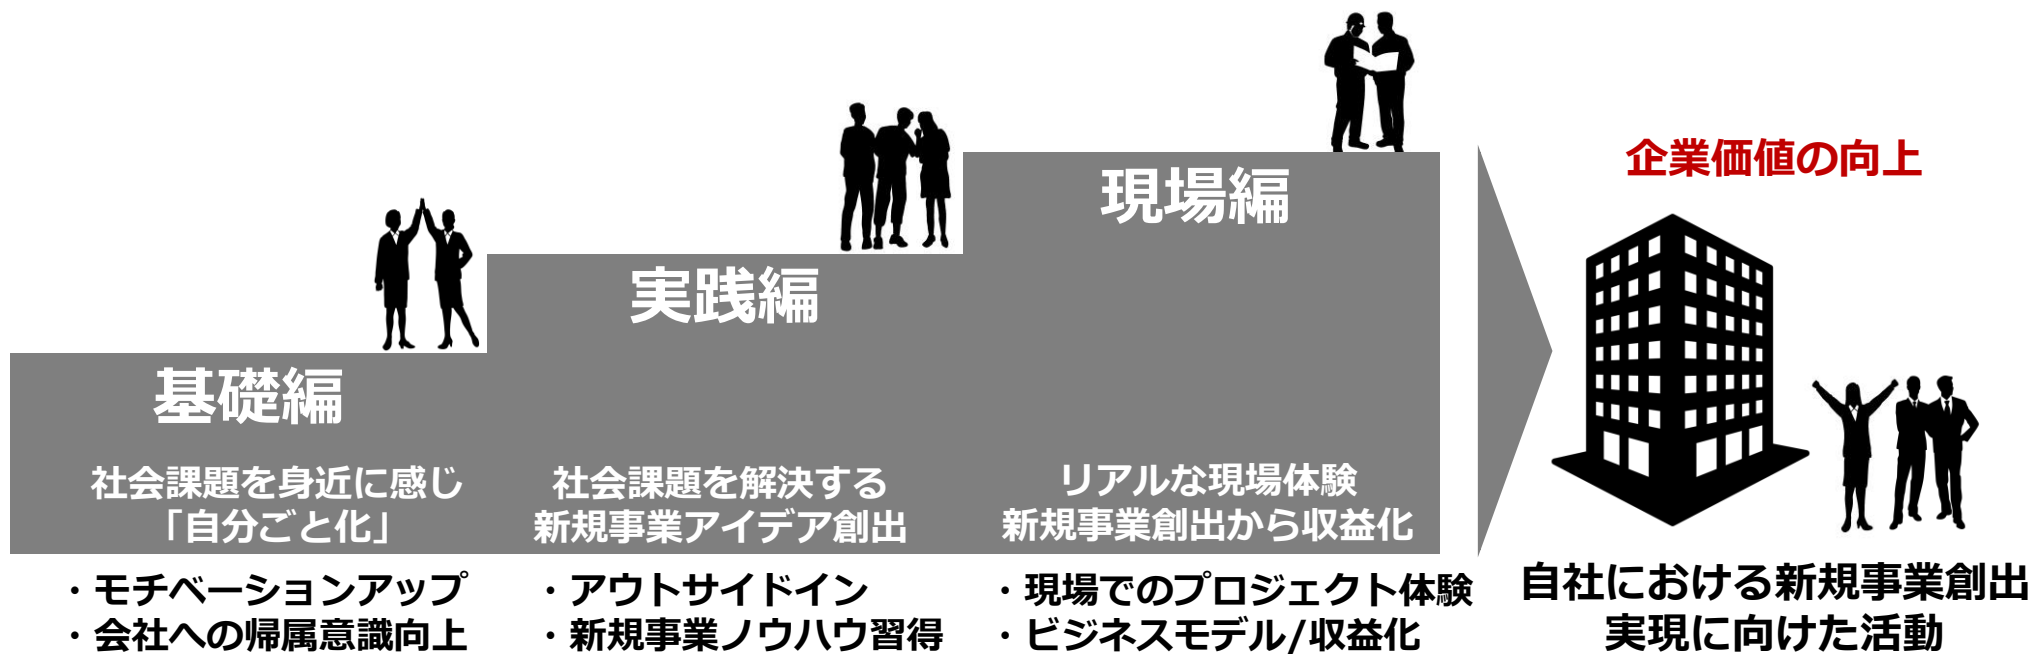 基礎編
社会課題を身近に感じ
「自分ごと化」
・モチベーションアップ
・会社への帰属意識向上
実践編
社会課題を解決する
新規事業アイデア創出
・アウトサイドイン
・新規事業ノウハウ習得
現場編
リアルな現場体験
新規事業創出から収益化
・現場でのプロジェクト体験
・ビジネスモデル/収益化
企業価値の向上
自社における新規事業創出
実現に向けた活動